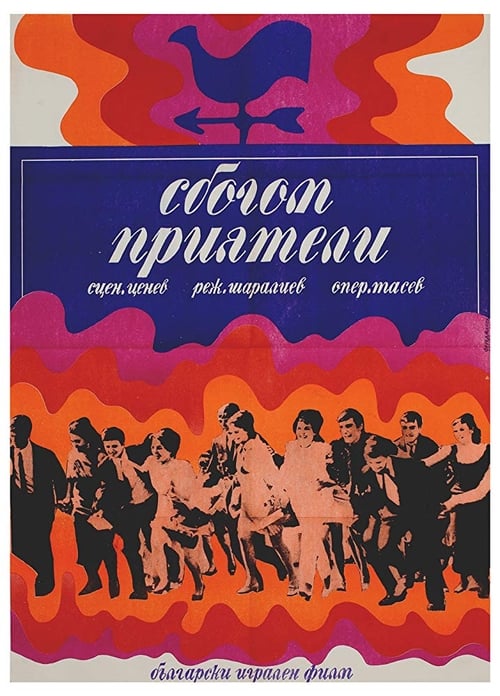 сбогом
приятели
сцен.ценев реж.шаралиев опер.тасев
български игрален филм